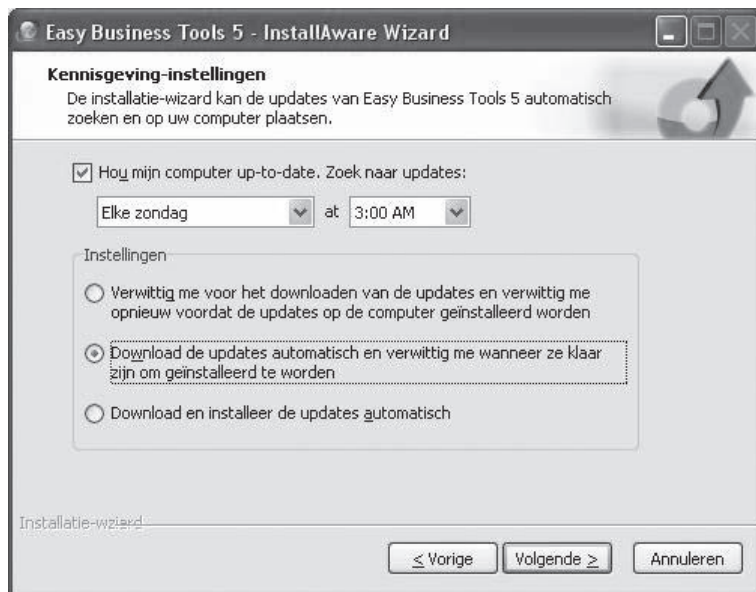 Easy Business Tools 5 - InstallAware Wizard
Kennisgeving-instellingen
De installatie-wizard kan de updates van Easy Business Tools 5 automatisch
zoeken en op uw computer plaatsen.
Hou mijn computer up-to-date. Zoek naar updates:
Elke zondag at 3:00 AM
Instellingen
Verwittig me voor het downloaden van de updates en verwittig me
opnieuw voordat de updates op de computer geïnstalleerd worden
Download de updates automatisch en verwittig me wanneer ze klaar
zijn om geïnstalleerd te worden
Download en installeer de updates automatisch
Installatie-wzierd
< Vorige Volgende > Annuleren